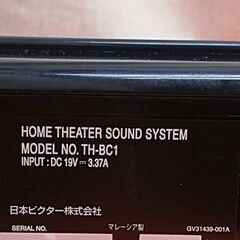 HOME THEATER SOUND SYSTEM
MODEL NO. TH-BC1
INPUT : DC 19V ⎓ 3.37A
日本ビクター株式会社
SERIAL NO. マレーシア製 GV31439-001A